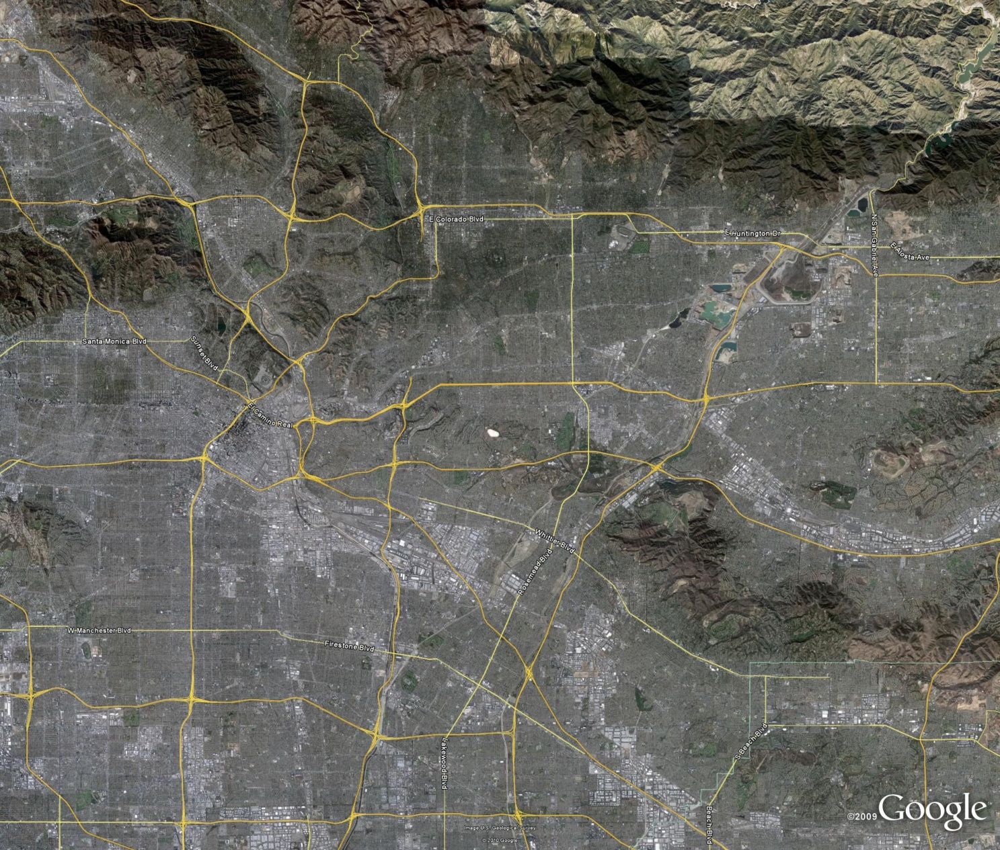 E Colorado Blvd
E Huntington Dr
N San Gabriel Ave
E Alosta Ave
Santa Monica Blvd
Sunset Blvd
El Camino Real
Whittier Blvd
Rosemead Blvd
W Manchester Blvd
Firestone Blvd
S Beach Blvd
Lakewood Blvd
Beach Blvd
©2009 Google
Image U.S. Geological Survey
© 2010 Google